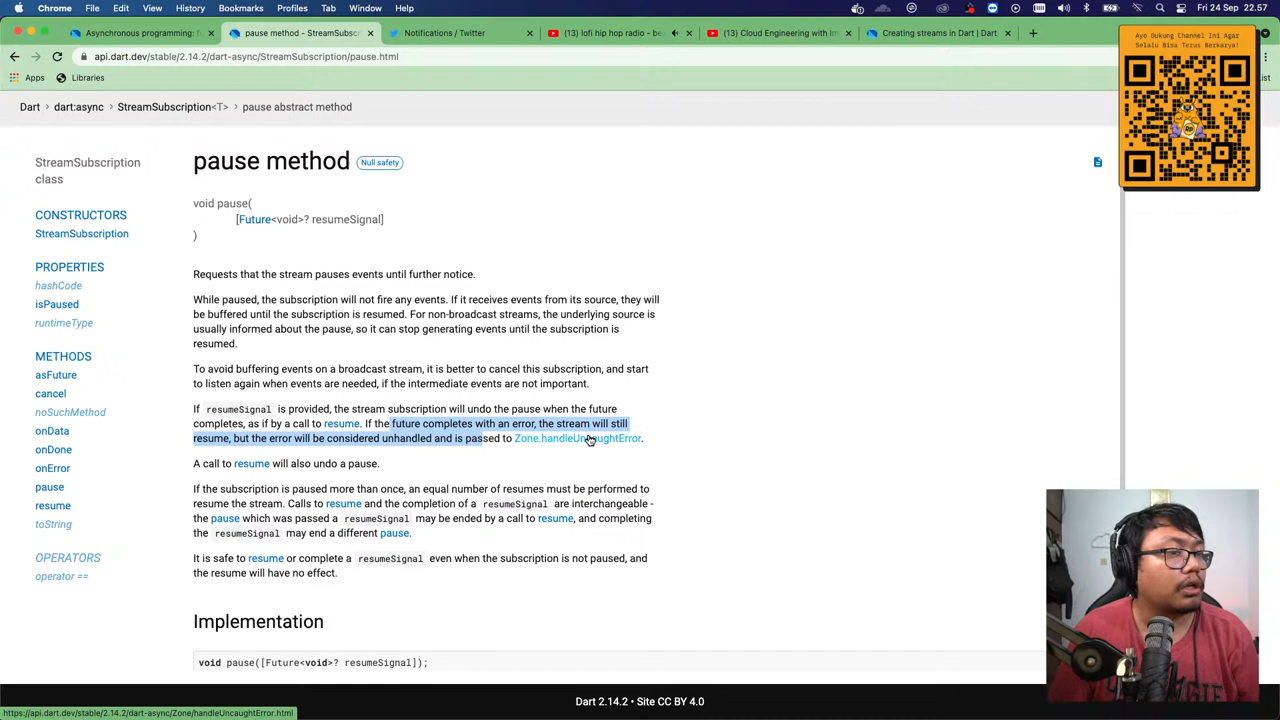 Chrome File Edit View History Bookmarks Profiles Tab Window Help
Fri 24 Sep 22.57
Asynchronous programming: f
pause method - StreamSubscr
Notifications / Twitter
(13) lofi hip hop radio - bea
(13) Cloud Engineering with Im
Creating streams in Dart | Dart
api.dart.dev/stable/2.14.2/dart-async/StreamSubscription/pause.html
Apps Libraries
Ayo Dukung Channel Ini Agar
Selalu Bisa Terus Berkarya!
Dart dart:async StreamSubscription<T> pause abstract method
StreamSubscription
class
CONSTRUCTORS
StreamSubscription
PROPERTIES
hashCode
isPaused
runtimeType
METHODS
asFuture
cancel
noSuchMethod
onData
onDone
onError
pause
resume
toString
OPERATORS
operator ==
pause method Null safety
void pause(
[Future<void>? resumeSignal]
)
Requests that the stream pauses events until further notice.
While paused, the subscription will not fire any events. If it receives events from its source, they will
be buffered until the subscription is resumed. For non-broadcast streams, the underlying source is
usually informed about the pause, so it can stop generating events until the subscription is
resumed.
To avoid buffering events on a broadcast stream, it is better to cancel this subscription, and start
to listen again when events are needed, if the intermediate events are not important.
If resumeSignal is provided, the stream subscription will undo the pause when the future
completes, as if by a call to resume. If the future completes with an error, the stream will still
resume, but the error will be considered unhandled and is passed to Zone.handleUncaughtError.
A call to resume will also undo a pause.
If the subscription is paused more than once, an equal number of resumes must be performed to
resume the stream. Calls to resume and the completion of a resumeSignal are interchangeable -
the pause which was passed a resumeSignal may be ended by a call to resume, and completing
the resumeSignal may end a different pause.
It is safe to resume or complete a resumeSignal even when the subscription is not paused, and
the resume will have no effect.
Implementation
void pause([Future<void>? resumeSignal]);
Dart 2.14.2 • Site CC BY 4.0
https://api.dart.dev/stable/2.14.2/dart-async/Zone/handleUncaughtError.html